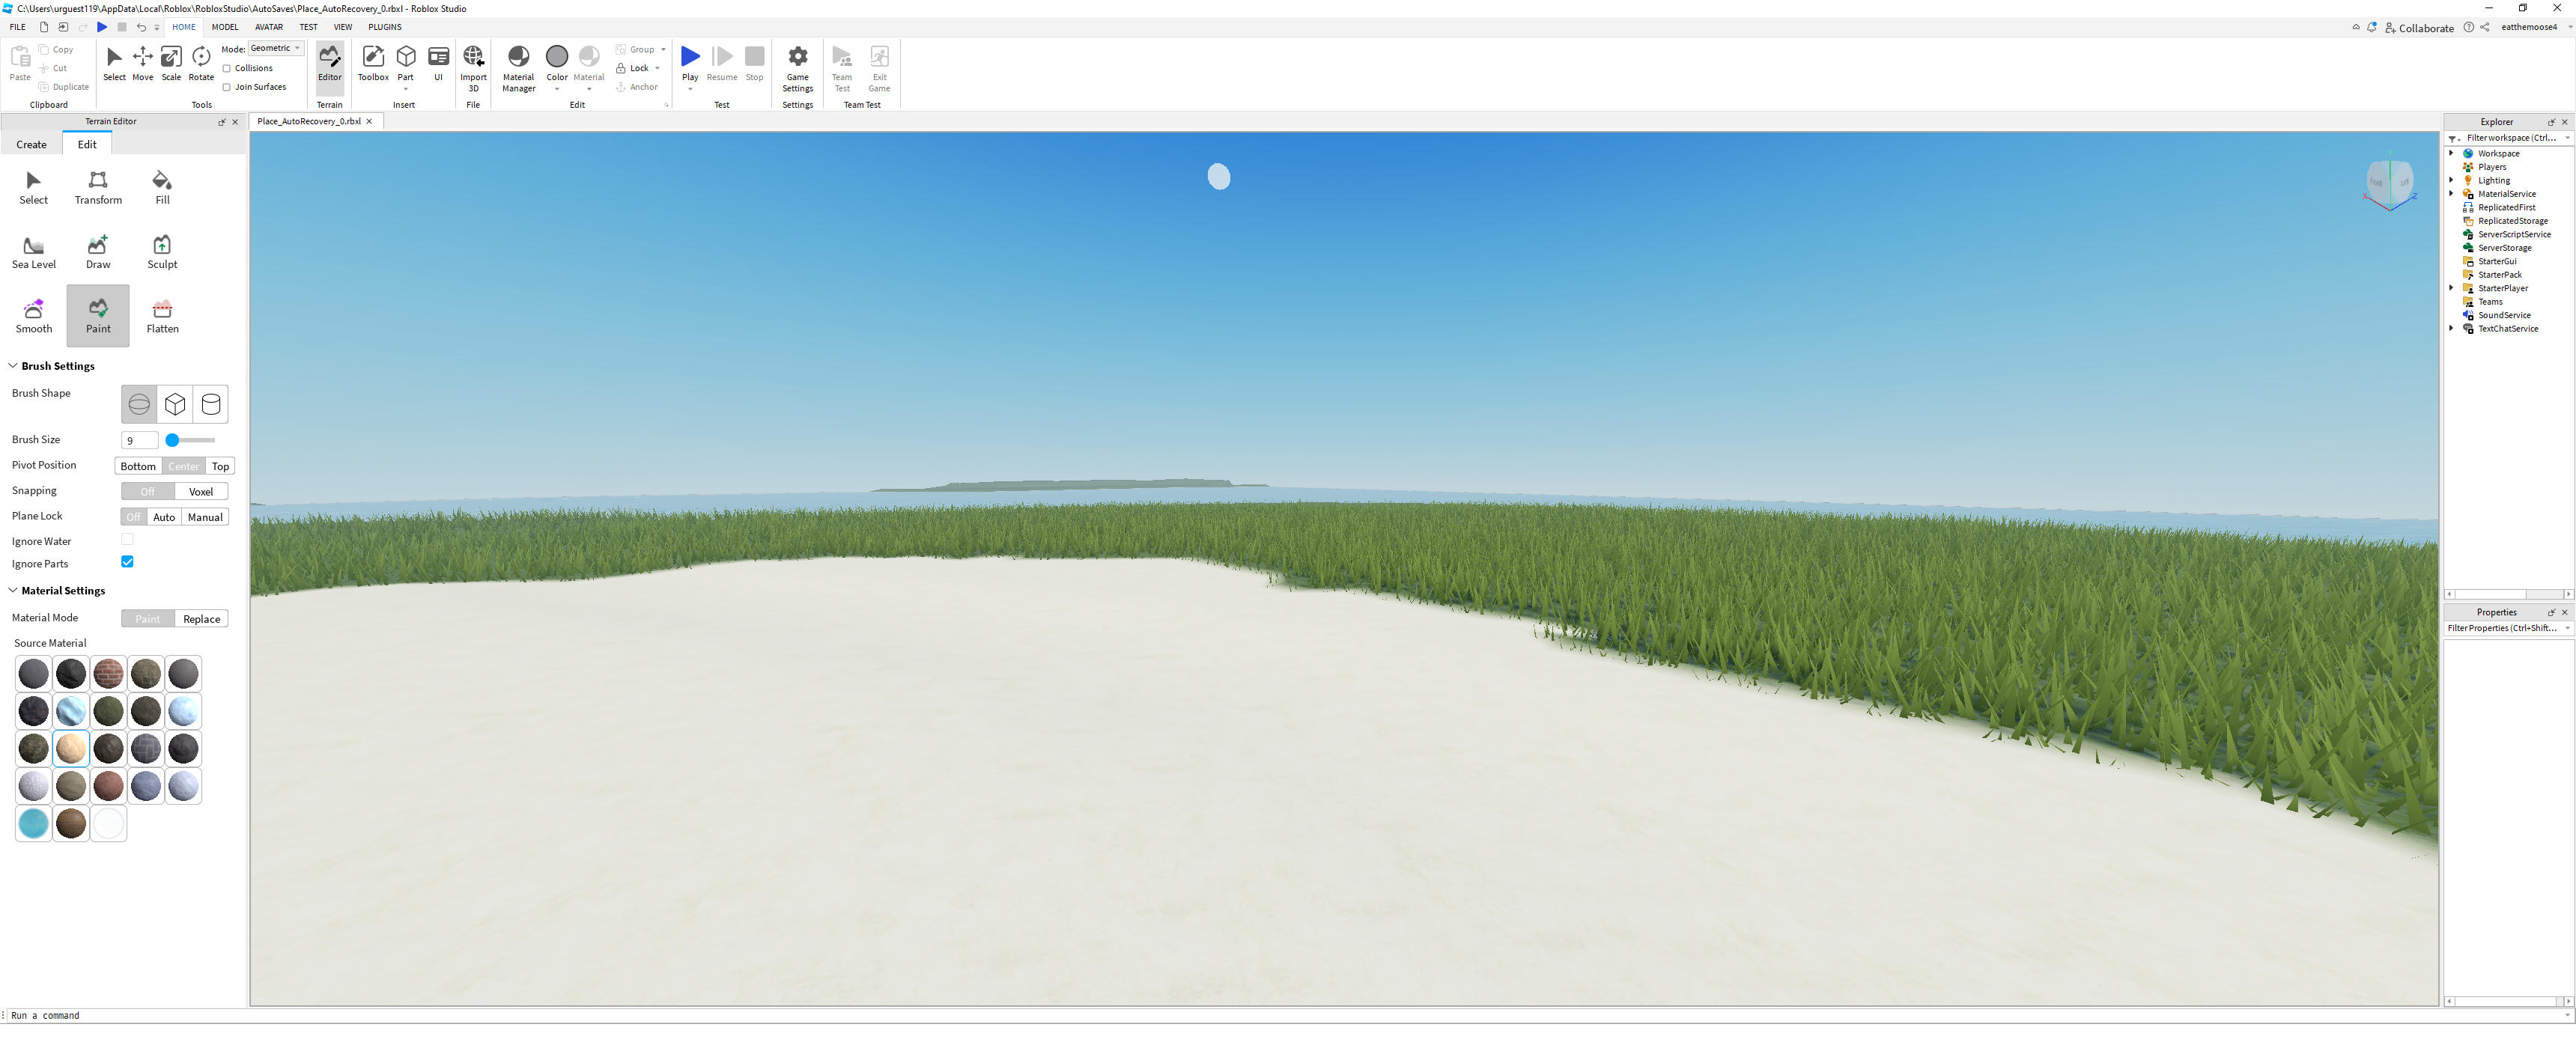 C:\Users\urguest119\AppData\Local\Roblox\RobloxStudio\AutoSaves\Place_AutoRecovery_0.rbxl - Roblox Studio
FILE HOME MODEL AVATAR TEST VIEW PLUGINS Collaborate eatthemoose4
Paste
Copy
Cut
Duplicate
Clipboard
Select Move Scale Rotate
Mode: Geometric
Collisions
Join Surfaces
Tools
Editor
Terrain
Toolbox Part UI
Insert
Import 3D
File
Material Manager
Color Material
Group
Lock
Anchor
Edit
Play Resume Stop
Test
Game Settings
Settings
Team Test
Exit Game
Team Test
Terrain Editor
Create Edit
Select Transform Fill
Sea Level Draw Sculpt
Smooth Paint Flatten
Brush Settings
Brush Shape
Brush Size 9
Pivot Position Bottom Center Top
Snapping Off Voxel
Plane Lock Off Auto Manual
Ignore Water
Ignore Parts
Material Settings
Material Mode Paint Replace
Source Material
Place_AutoRecovery_0.rbxl
Explorer
Filter workspace (Ctrl...
Workspace
Players
Lighting
MaterialService
ReplicatedFirst
ReplicatedStorage
ServerScriptService
ServerStorage
StarterGui
StarterPack
StarterPlayer
Teams
SoundService
TextChatService
Properties
Filter Properties (Ctrl+Shift...
Run a command